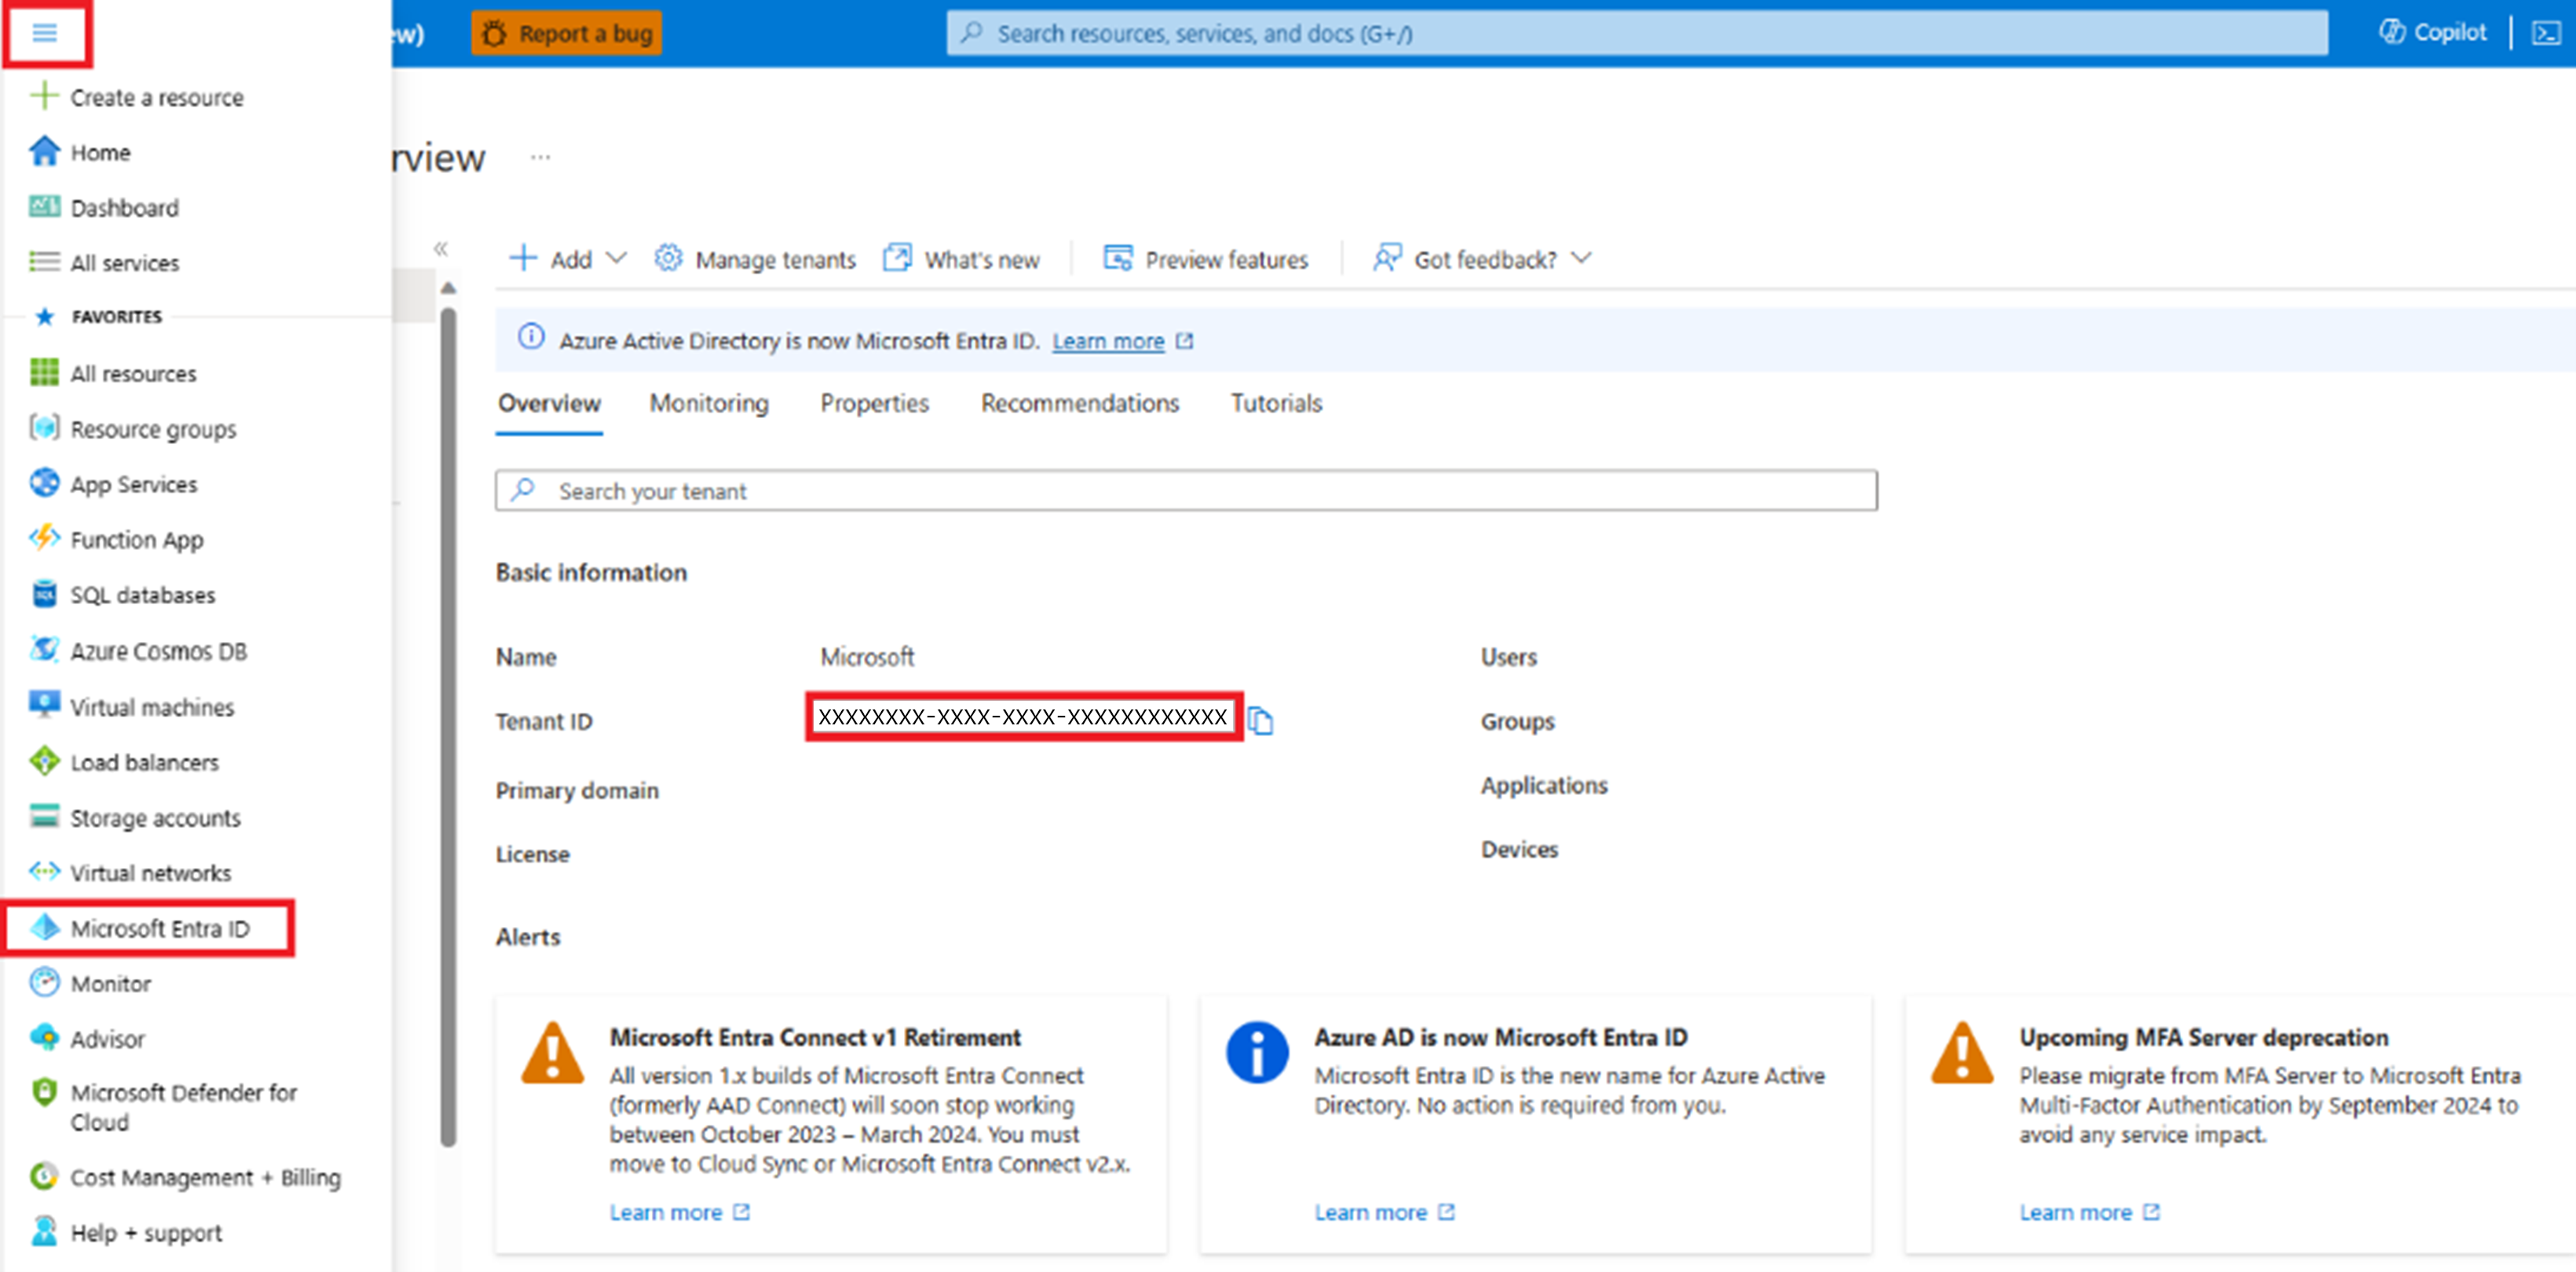 Create a resource
Home
Dashboard
All services
FAVORITES
All resources
Resource groups
App Services
Function App
SQL databases
Azure Cosmos DB
Virtual machines
Load balancers
Storage accounts
Virtual networks
Microsoft Entra ID
Monitor
Advisor
Microsoft Defender for
Cloud
Cost Management + Billing
Help + support
ew)
Report a bug
Search resources, services, and docs (G+/)
Copilot
rview ...
Add
Manage tenants
What's new
Preview features
Got feedback?
Azure Active Directory is now Microsoft Entra ID. Learn more
Overview
Monitoring
Properties
Recommendations
Tutorials
Search your tenant
Basic information
Name Microsoft
Tenant ID XXXXXXXX-XXXX-XXXX-XXXXXXXXXXXX
Primary domain
License
Users
Groups
Applications
Devices
Alerts
Microsoft Entra Connect v1 Retirement
All version 1.x builds of Microsoft Entra Connect
(formerly AAD Connect) will soon stop working
between October 2023 – March 2024. You must
move to Cloud Sync or Microsoft Entra Connect v2.x.
Learn more
Azure AD is now Microsoft Entra ID
Microsoft Entra ID is the new name for Azure Active
Directory. No action is required from you.
Learn more
Upcoming MFA Server deprecation
Please migrate from MFA Server to Microsoft Entra
Multi-Factor Authentication by September 2024 to
avoid any service impact.
Learn more